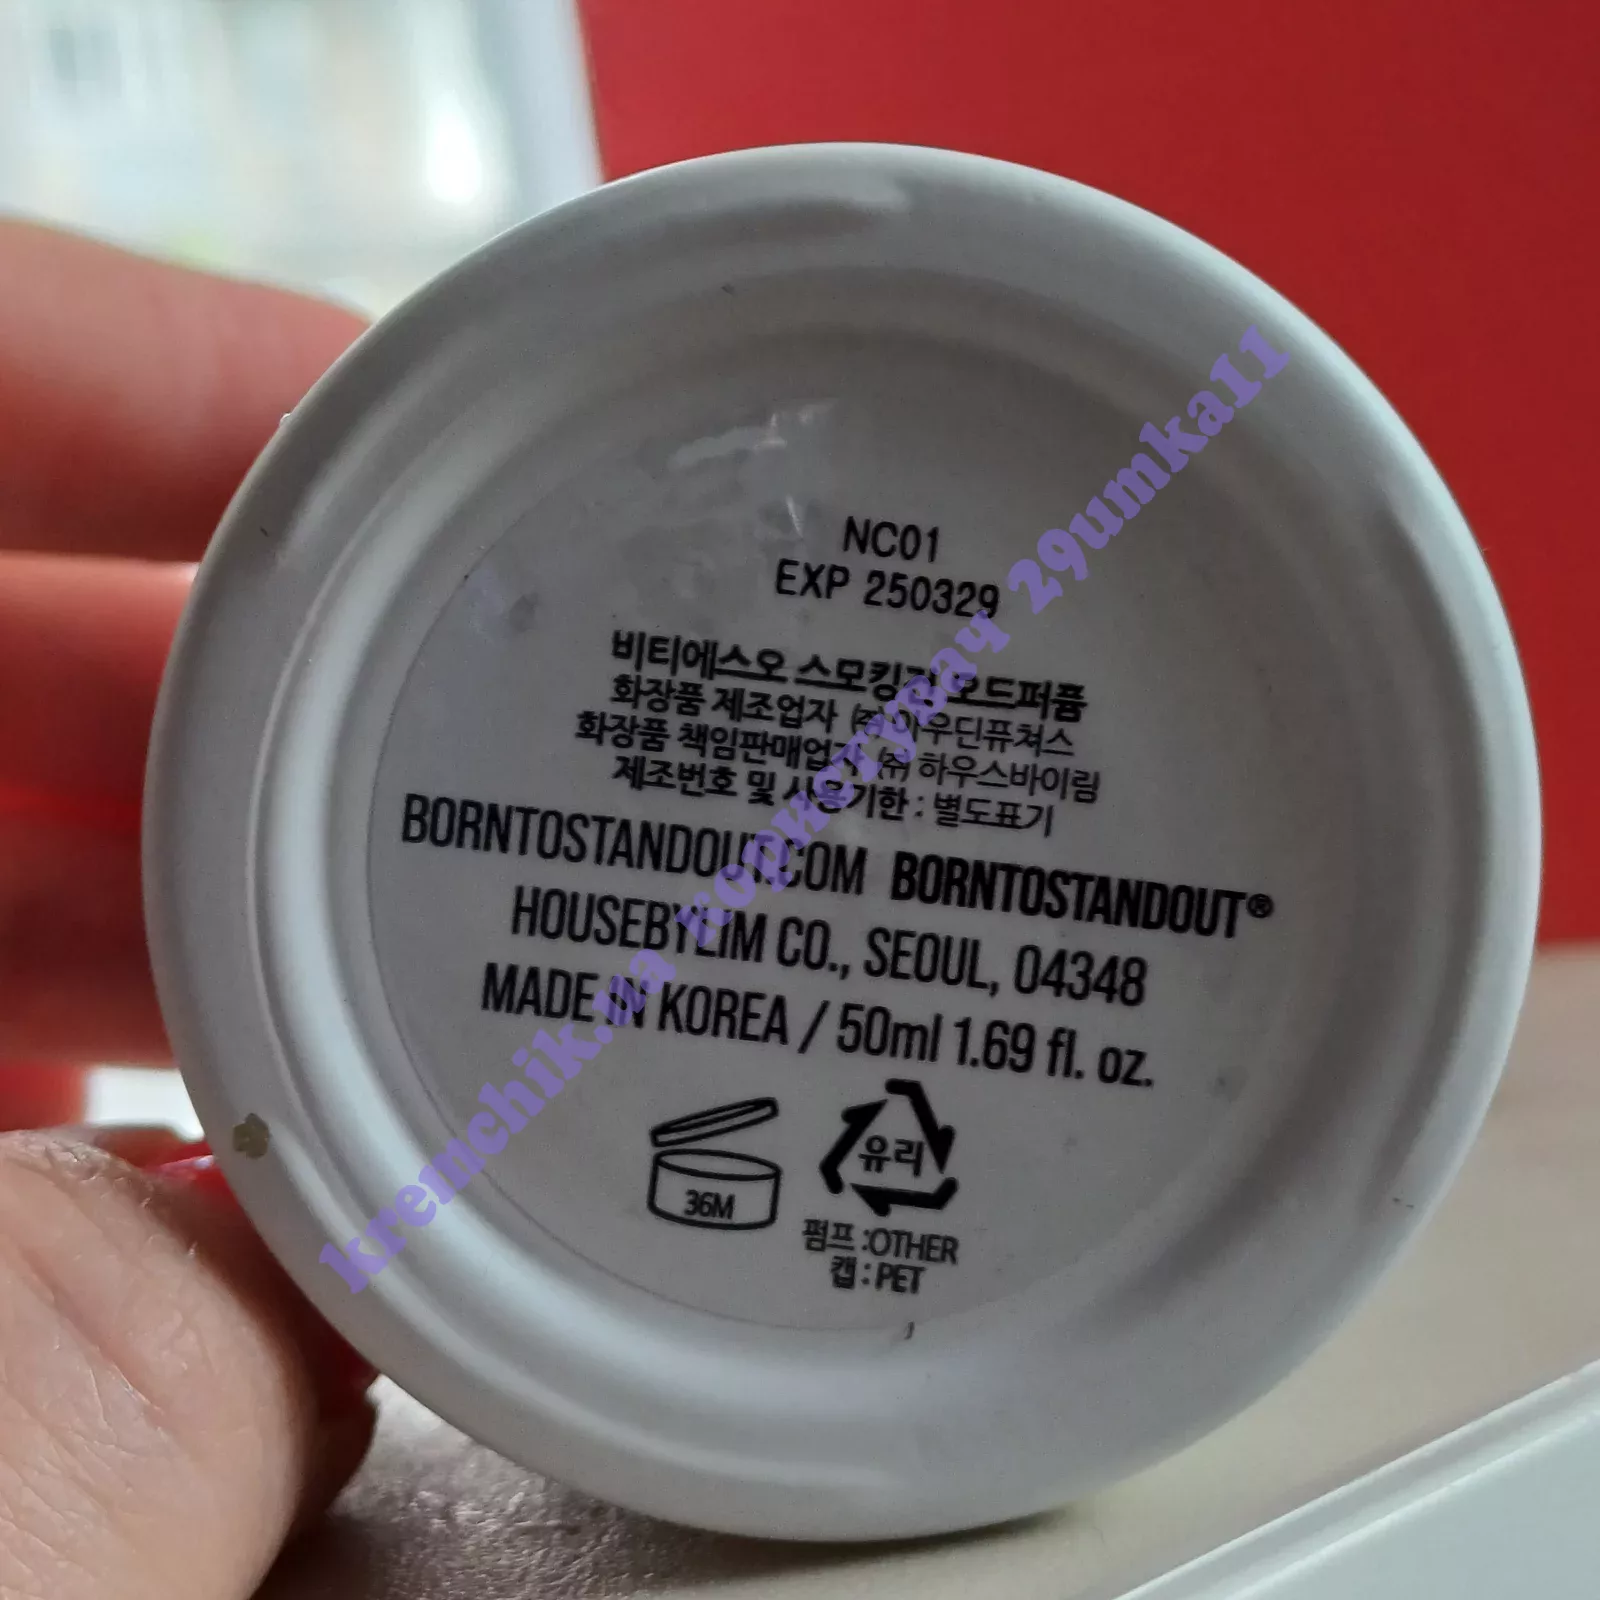 NC01
EXP 250329
비티에스오 스모킹건 오드퍼퓸
화장품 제조업자 ㈜아우딘퓨쳐스
화장품 책임판매업자 ㈜하우스바이림
제조번호 및 사용기한 : 별도표기
BORNTOSTANDOUT.COM BORNTOSTANDOUT®
HOUSEBYLIM CO., SEOUL, 04348
MADE IN KOREA / 50ml 1.69 fl. oz.
36M
유리
펌프 :OTHER
캡 : PET
kremchik.ua корнетурач 29umka11